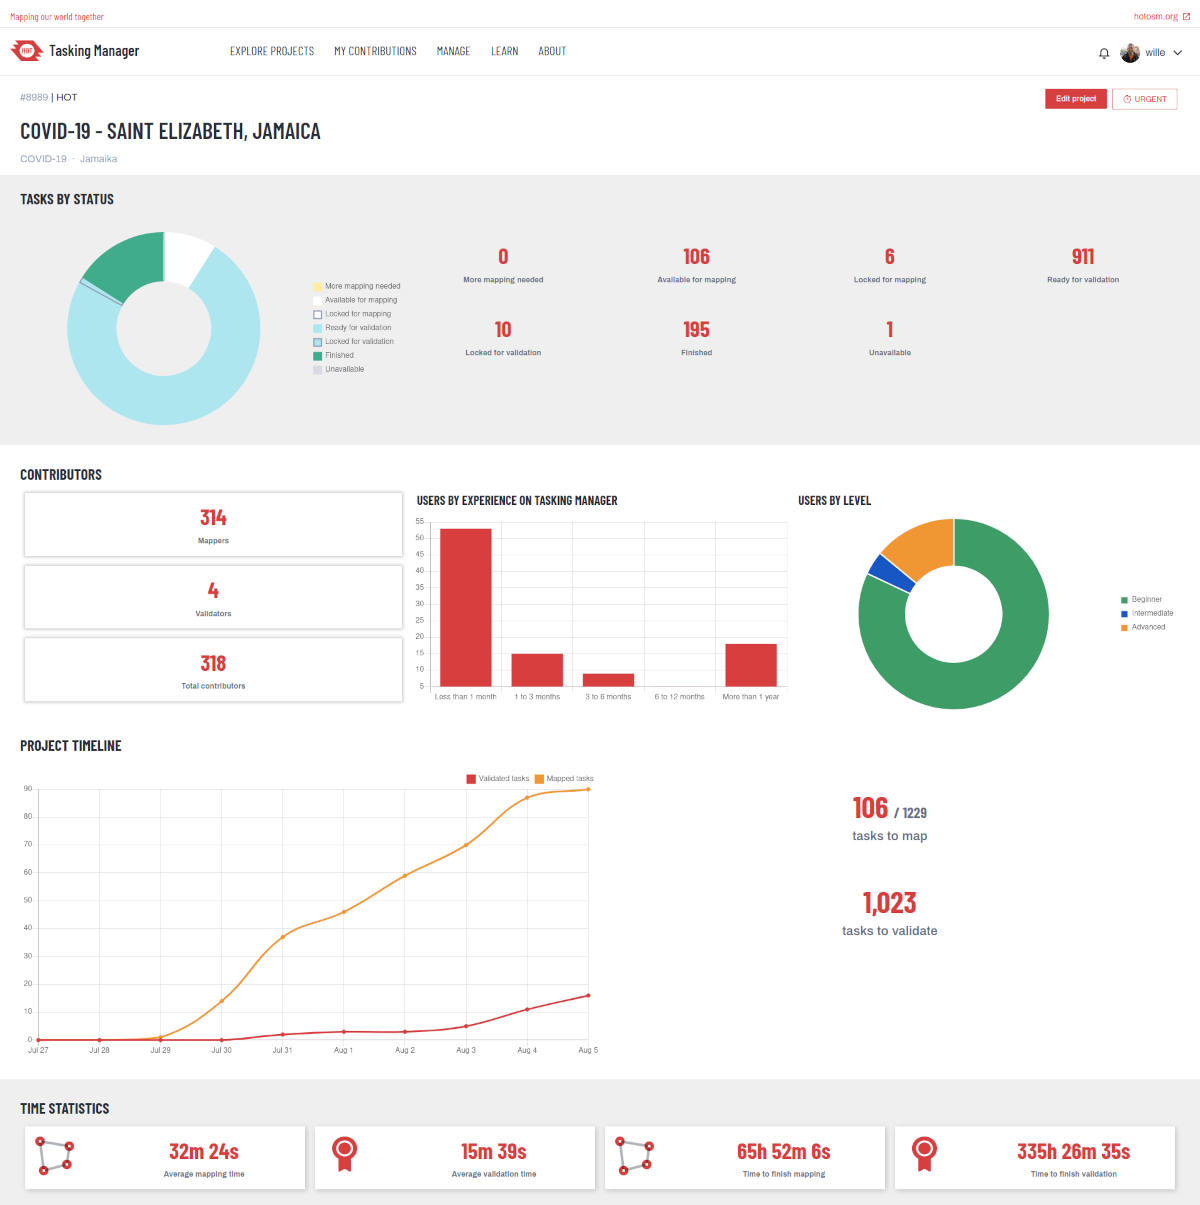 Mapping our world together
hotosm.org
HOT
Tasking Manager
EXPLORE PROJECTS
MY CONTRIBUTIONS
MANAGE
LEARN
ABOUT
wille
#8989 | HOT
Edit project
URGENT
COVID-19 - SAINT ELIZABETH, JAMAICA
COVID-19 · Jamaika
TASKS BY STATUS
More mapping needed
Available for mapping
Locked for mapping
Ready for validation
Locked for validation
Finished
Unavailable
0
More mapping needed
106
Available for mapping
6
Locked for mapping
911
Ready for validation
10
Locked for validation
195
Finished
1
Unavailable
CONTRIBUTORS
314
Mappers
4
Validators
318
Total contributors
USERS BY EXPERIENCE ON TASKING MANAGER
55
50
45
40
35
30
25
20
15
10
5
Less than 1 month
1 to 3 months
3 to 6 months
6 to 12 months
More than 1 year
USERS BY LEVEL
Beginner
Intermediate
Advanced
PROJECT TIMELINE
Validated tasks
Mapped tasks
90
80
70
60
50
40
30
20
10
0
Jul 27
Jul 28
Jul 29
Jul 30
Jul 31
Aug 1
Aug 2
Aug 3
Aug 4
Aug 5
106 / 1229
tasks to map
1,023
tasks to validate
TIME STATISTICS
32m 24s
Average mapping time
15m 39s
Average validation time
65h 52m 6s
Time to finish mapping
335h 26m 35s
Time to finish validation